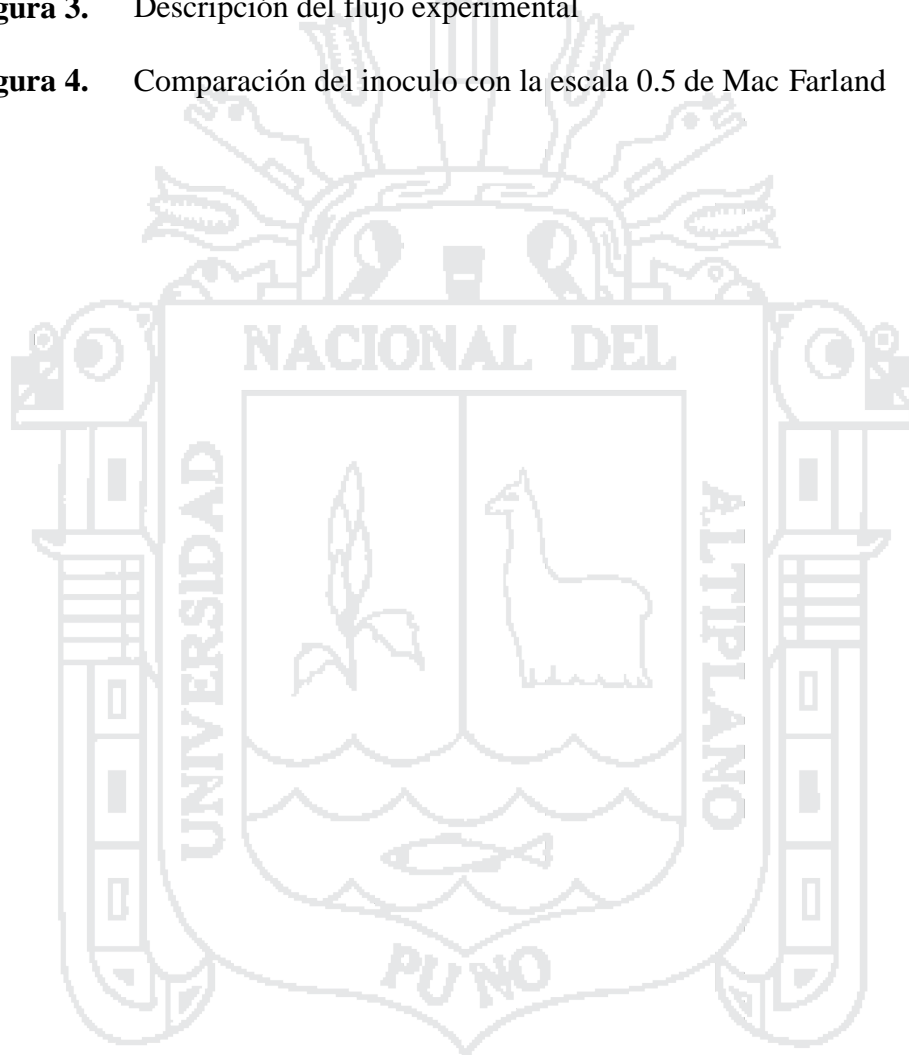 gura 3. Descripción del flujo experimental
gura 4. Comparación del inoculo con la escala 0.5 de Mac Farland
NACIONAL DEL
UNIVERSIDAD
ALTIPLANO
PUNO